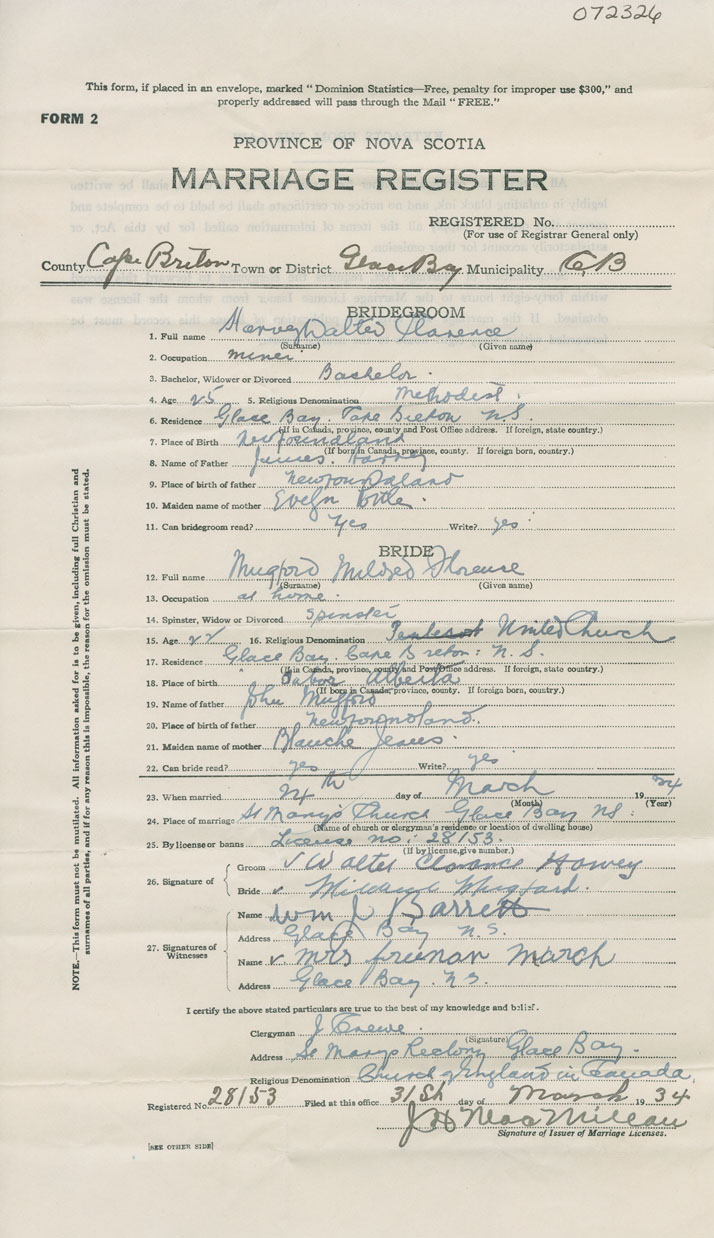 072326
This form, if placed in an envelope, marked “Dominion Statistics—Free, penalty for improper use $300,” and
properly addressed will pass through the Mail “FREE.”
FORM 2
PROVINCE OF NOVA SCOTIA
MARRIAGE REGISTER
REGISTERED No.
(For use of Registrar General only)
County Cape Breton Town or District Glace Bay Municipality C B
BRIDEGROOM
1. Full name Harvey Walter Clarence
(Surname) (Given name)
2. Occupation miner
3. Bachelor, Widower or Divorced Bachelor.
4. Age 25 5. Religious Denomination Methodist.
6. Residence Glace Bay. Cape Breton N.S.
(If in Canada, province, county and Post Office address. If foreign, state country.)
7. Place of Birth Newfoundland
(If born in Canada, province, county. If foreign born, country.)
8. Name of Father James. Harvey
9. Place of birth of father Newfoundland
10. Maiden name of mother Evelyn
11. Can bridegroom read? Yes Write? yes
BRIDE
12. Full name Mugford Mildred Florence
(Surname) (Given name)
13. Occupation at home.
14. Spinster, Widow or Divorced Spinster
15. Age 22 16. Religious Denomination United Church
17. Residence Glace Bay. Cape Breton: N.S.
(If in Canada, province, county and Post Office address. If foreign, state country.)
18. Place of birth Alberta
(If born in Canada, province, county. If foreign born, country.)
19. Name of father John Mugford
20. Place of birth of father Newfoundland.
21. Maiden name of mother Blanche
22. Can bride read? yes Write? yes
23. When married 24th day of March 1934
(Month) (Year)
24. Place of marriage St Mary's Church Glace Bay NS:
(Name of church or clergyman's residence or location of dwelling house)
25. By license or banns License no: 28153.
(If by license, give number.)
26. Signature of Groom Walter Clarance Harvey
Bride Mildred Mugford.
27. Signatures of Witnesses
Name Wm J Barrett
Address Glace Bay N.S.
Name Mrs Freeman March
Address Glace Bay. N.S.
I certify the above stated particulars are true to the best of my knowledge and belief.
Clergyman J Crewe.
(Signature)
Address St Marys Rectory Glace Bay.
Religious Denomination Church of England in Canada
Registered No. 28153 Filed at this office 31st day of March 1934
J H MacMillan
Signature of Issuer of Marriage Licenses.
[SEE OTHER SIDE]
NOTE.—This form must not be mutilated. All information asked for is to be given, including full Christian and
surnames of all parties, and if for any reason this is impossible, the reason for the omission must be stated.